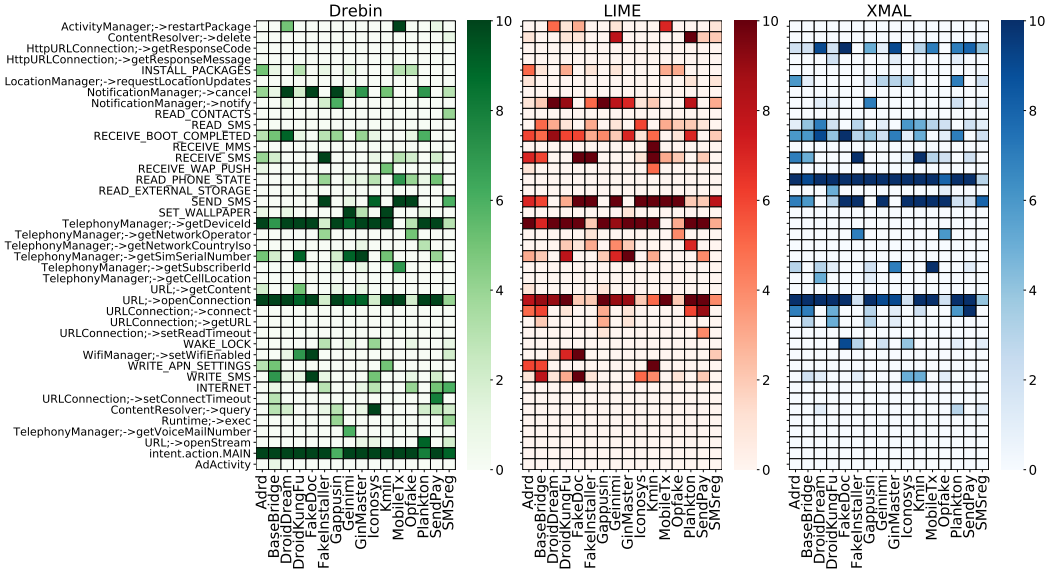 Drebin
LIME
XMAL
ActivityManager;->restartPackage
ContentResolver;->delete
HttpURLConnection;->getResponseCode
HttpURLConnection;->getResponseMessage
INSTALL_PACKAGES
LocationManager;->requestLocationUpdates
NotificationManager;->cancel
NotificationManager;->notify
READ_CONTACTS
READ_SMS
RECEIVE_BOOT_COMPLETED
RECEIVE_MMS
RECEIVE_SMS
RECEIVE_WAP_PUSH
READ_PHONE_STATE
READ_EXTERNAL_STORAGE
SEND_SMS
SET_WALLPAPER
TelephonyManager;->getDeviceId
TelephonyManager;->getNetworkOperator
TelephonyManager;->getNetworkCountryIso
TelephonyManager;->getSimSerialNumber
TelephonyManager;->getSubscriberId
TelephonyManager;->getCellLocation
URL;->getContent
URL;->openConnection
URLConnection;->connect
URLConnection;->getURL
URLConnection;->setReadTimeout
WAKE_LOCK
WifiManager;->setWifiEnabled
WRITE_APN_SETTINGS
WRITE_SMS
INTERNET
URLConnection;->setConnectTimeout
ContentResolver;->query
Runtime;->exec
TelephonyManager;->getVoiceMailNumber
URL;->openStream
intent.action.MAIN
AdActivity
Adrd
BaseBridge
DroidDream
DroidKungFu
FakeDoc
FakeInstaller
Gappusin
Geinimi
GinMaster
Iconosys
Kmin
MobileTx
Opfake
Plankton
SendPay
SMSreg
10
8
6
4
2
0
Adrd
BaseBridge
DroidDream
DroidKungFu
FakeDoc
FakeInstaller
Gappusin
Geinimi
GinMaster
Iconosys
Kmin
MobileTx
Opfake
Plankton
SendPay
SMSreg
10
8
6
4
2
0
Adrd
BaseBridge
DroidDream
DroidKungFu
FakeDoc
FakeInstaller
Gappusin
Geinimi
GinMaster
Iconosys
Kmin
MobileTx
Opfake
Plankton
SendPay
SMSreg
10
8
6
4
2
0